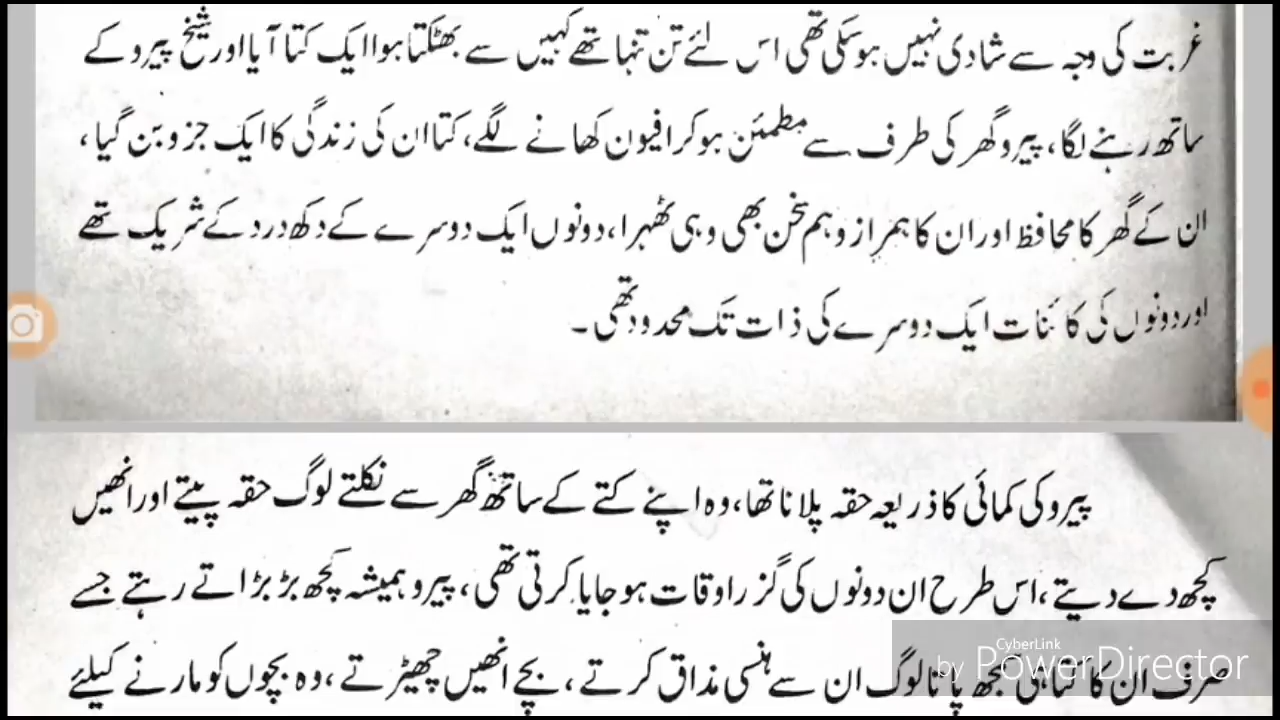 غربت کی وجہ سے شادی نہیں ہوسکی تھی اس لئے تن تنہا تھے کہیں سے بھٹکتا ہوا ایک کتا آیا اور شیخ پیرو کے
ساتھ رہنے لگا، پیرو گھر کی طرف سے مطمئن ہوکر افیون کھانے لگے، کتا ان کی زندگی کا ایک جزو بن گیا،
ان کے گھر کا محافظ اور ان کا ہمراز و ہم سخن بھی وہی ٹھہرا، دونوں ایک دوسرے کے دکھ درد کے شریک تھے
اور دونوں کی کائنات ایک دوسرے کی ذات تک محدود تھی۔
پیرو کی کمائی کا ذریعہ حقہ پلانا تھا، وہ اپنے کتے کے ساتھ گھر سے نکلتے لوگ حقہ پیتے اور انھیں
کچھ دے دیتے، اس طرح ان دونوں کی گزر اوقات ہو جایا کرتی تھی، پیرو ہمیشہ کچھ بڑبڑاتے رہتے جسے
صرف ان کا کتا ہی سمجھ پاتا لوگ ان سے ہنسی مذاق کرتے، بچے انھیں چھیڑتے، وہ بچوں کو مارنے کیلئے
CyberLink
by PowerDirector